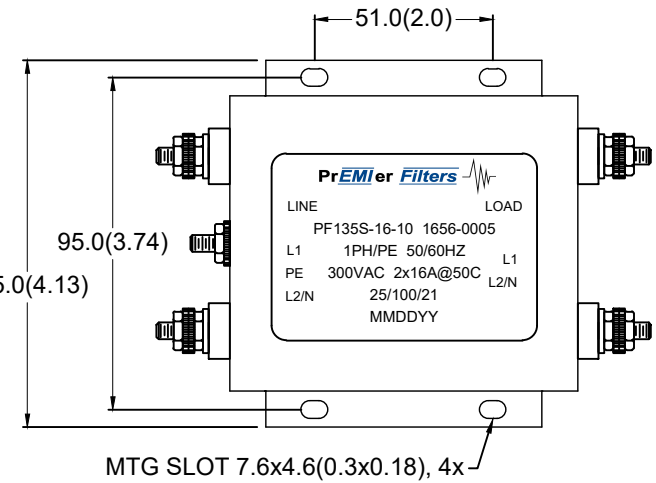 51.0(2.0)
95.0(3.74)
5.0(4.13)
PrEMIer Filters
LINE LOAD
PF135S-16-10 1656-0005
L1 1PH/PE 50/60HZ L1
PE 300VAC 2x16A@50C L2/N
L2/N 25/100/21
MMDDYY
MTG SLOT 7.6x4.6(0.3x0.18), 4x